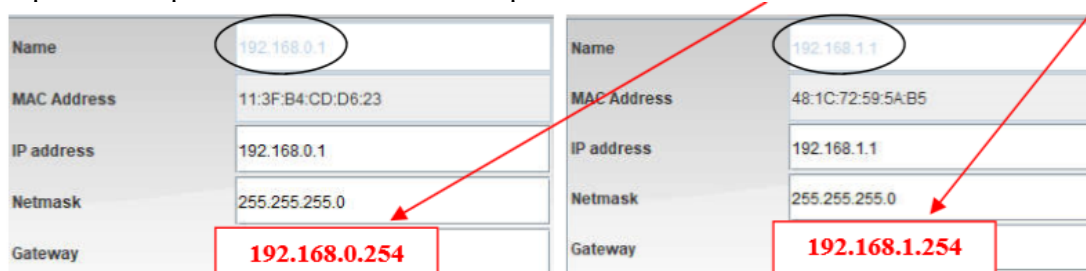 Name 192.168.0.1
MAC Address 11:3F:B4:CD:D6:23
IP address 192.168.0.1
Netmask 255.255.255.0
Gateway 192.168.0.254
Name 192.168.1.1
MAC Address 48:1C:72:59:5A:B5
IP address 192.168.1.1
Netmask 255.255.255.0
Gateway 192.168.1.254